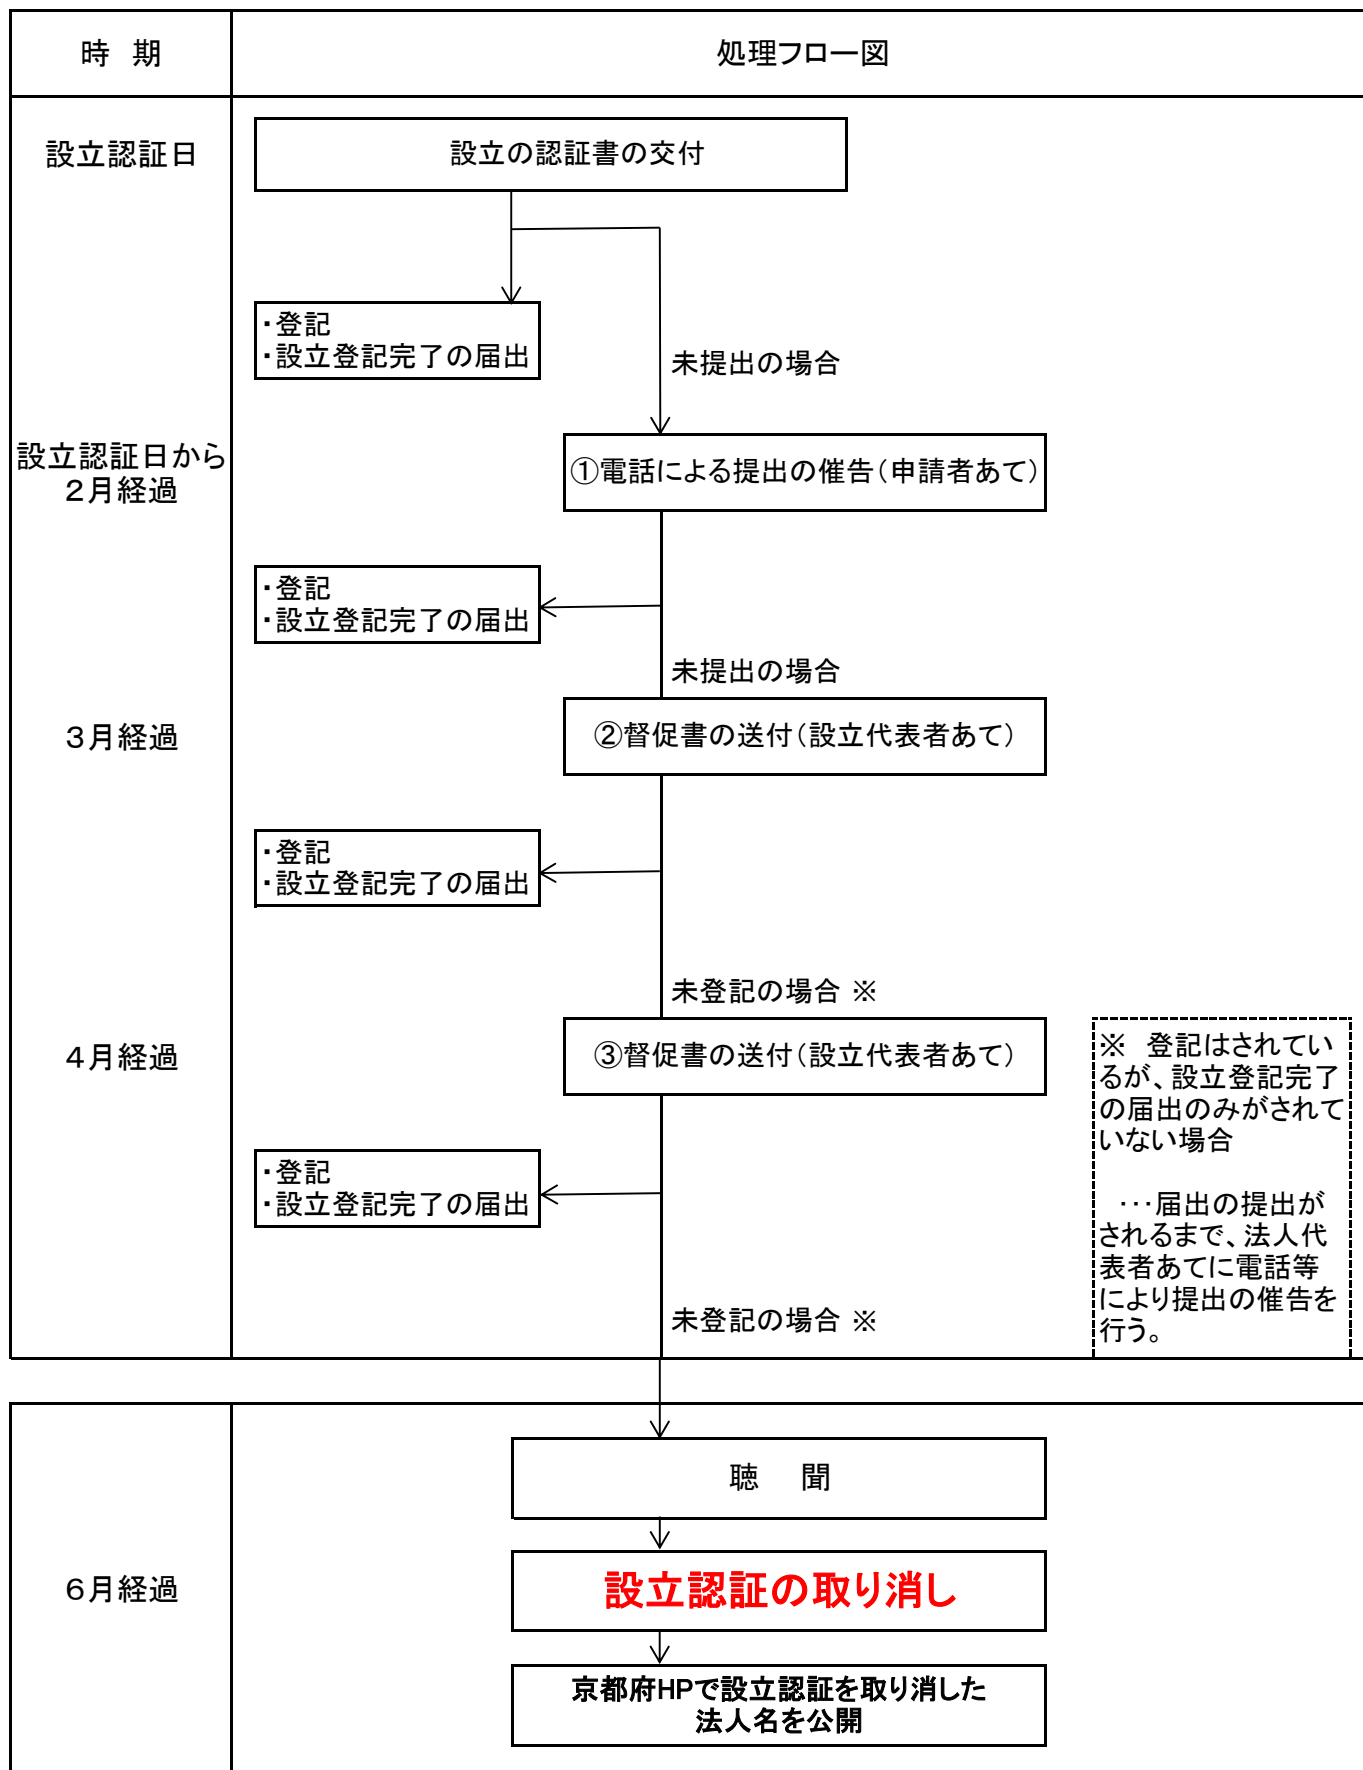 時　期
処理フロー図
設立認証日
設立の認証書の交付
・登記
・設立登記完了の届出
未提出の場合
設立認証日から
２月経過
①電話による提出の催告（申請者あて）
・登記
・設立登記完了の届出
未提出の場合
３月経過
②督促書の送付（設立代表者あて）
・登記
・設立登記完了の届出
未登記の場合 ※
４月経過
③督促書の送付（設立代表者あて）
※　登記はされてい
るが、設立登記完了
の届出のみがされて
いない場合
…届出の提出が
されるまで、法人代
表者あてに電話等
により提出の催告を
行う。
・登記
・設立登記完了の届出
未登記の場合 ※
６月経過
聴　聞
設立認証の取り消し
京都府HPで設立認証を取り消した
法人名を公開